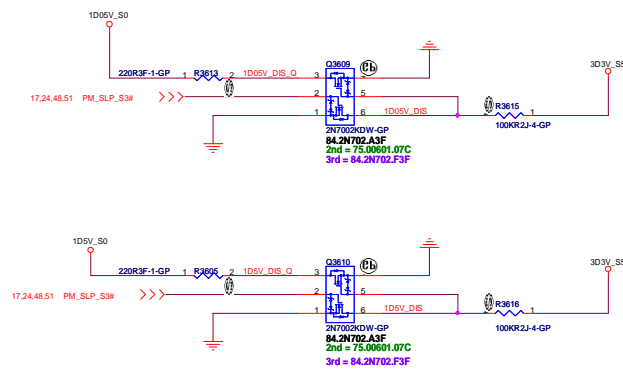 1D05V_S0
Q3609
3D3V_S5
220R3F-1-GP 1 R3613 2 1D05V_DIS_Q 3 4
17,24,48,51 PM_SLP_S3# 2 5
R3615
1 6 1D05V_DIS 1
2N7002KDW-GP 100KR2J-4-GP
84.2N702.A3F
2nd = 75.00601.07C
3rd = 84.2N702.F3F
1D5V_S0
Q3610
3D3V_S5
220R3F-1-GP 1 R3605 2 1D5V_DIS_Q 3 4
17,24,48,51 PM_SLP_S3# 2 5
R3616
1 6 1D5V_DIS 1
2N7002KDW-GP 100KR2J-4-GP
84.2N702.A3F
2nd = 75.00601.07C
3rd = 84.2N702.F3F